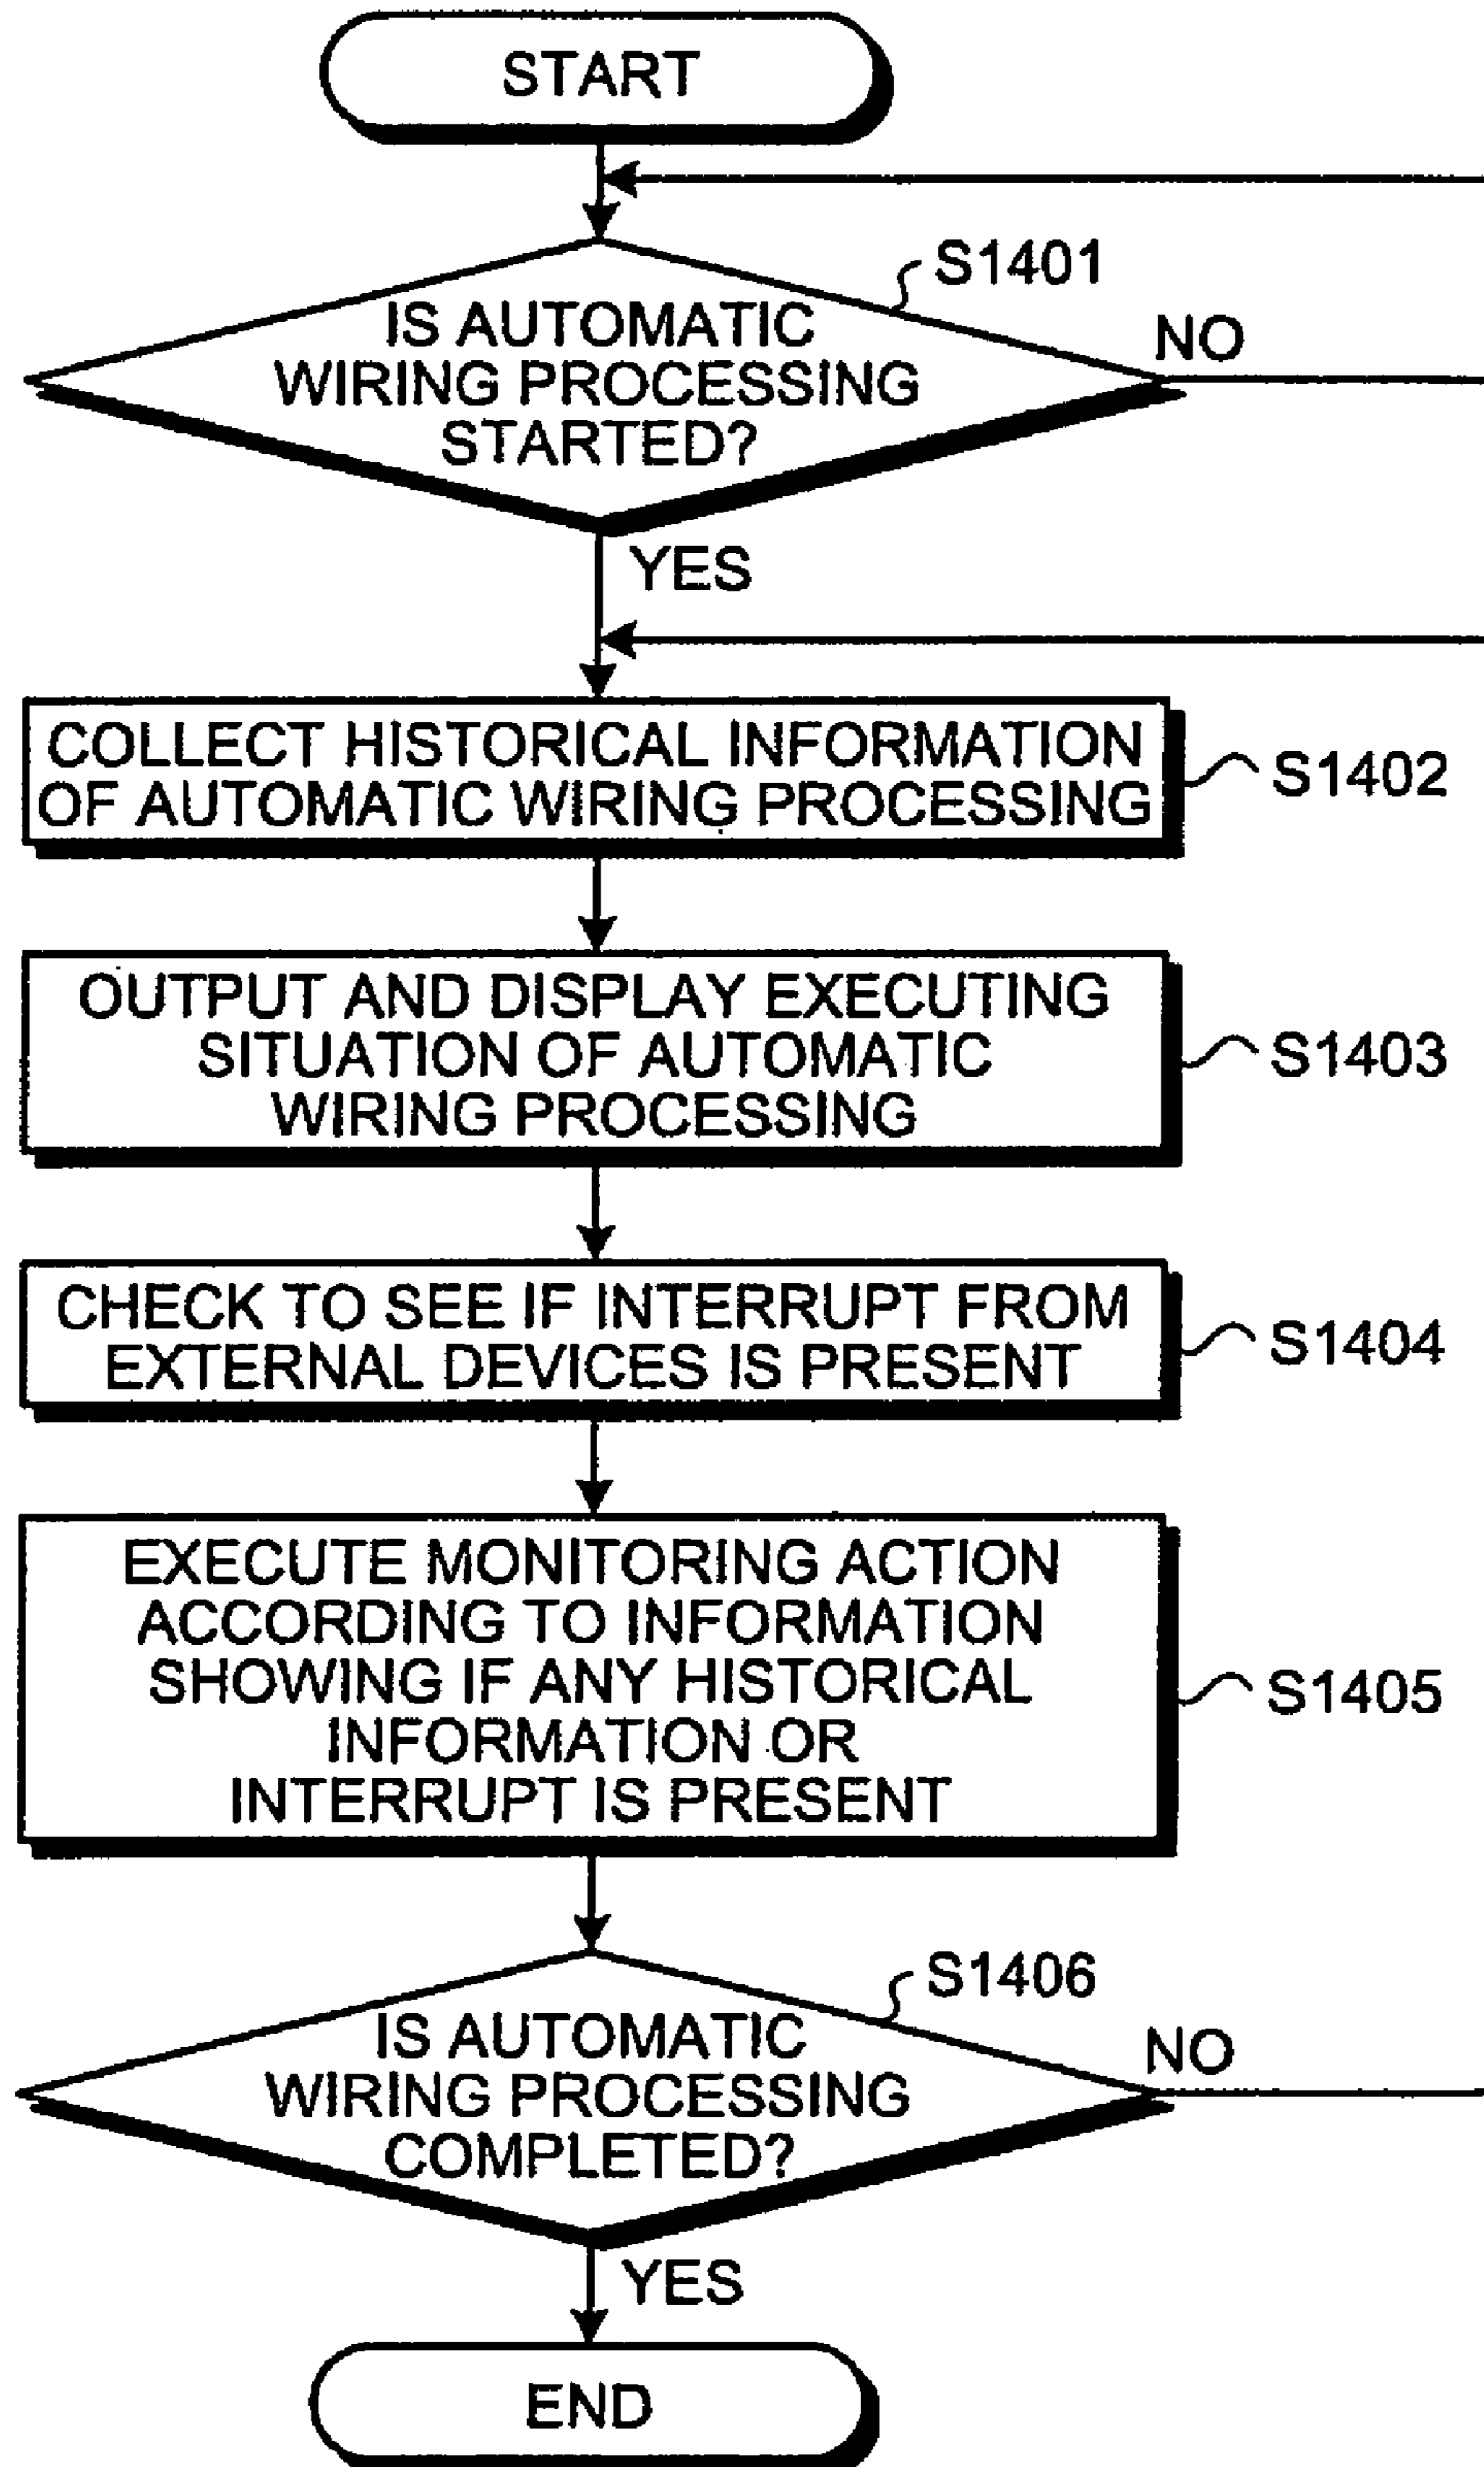 START
S1401
IS AUTOMATIC
WIRING PROCESSING
STARTED?
NO
YES
COLLECT HISTORICAL INFORMATION
OF AUTOMATIC WIRING PROCESSING
S1402
OUTPUT AND DISPLAY EXECUTING
SITUATION OF AUTOMATIC
WIRING PROCESSING
S1403
CHECK TO SEE IF INTERRUPT FROM
EXTERNAL DEVICES IS PRESENT
S1404
EXECUTE MONITORING ACTION
ACCORDING TO INFORMATION
SHOWING IF ANY HISTORICAL
INFORMATION OR
INTERRUPT IS PRESENT
S1405
S1406
IS AUTOMATIC
WIRING PROCESSING
COMPLETED?
NO
YES
END